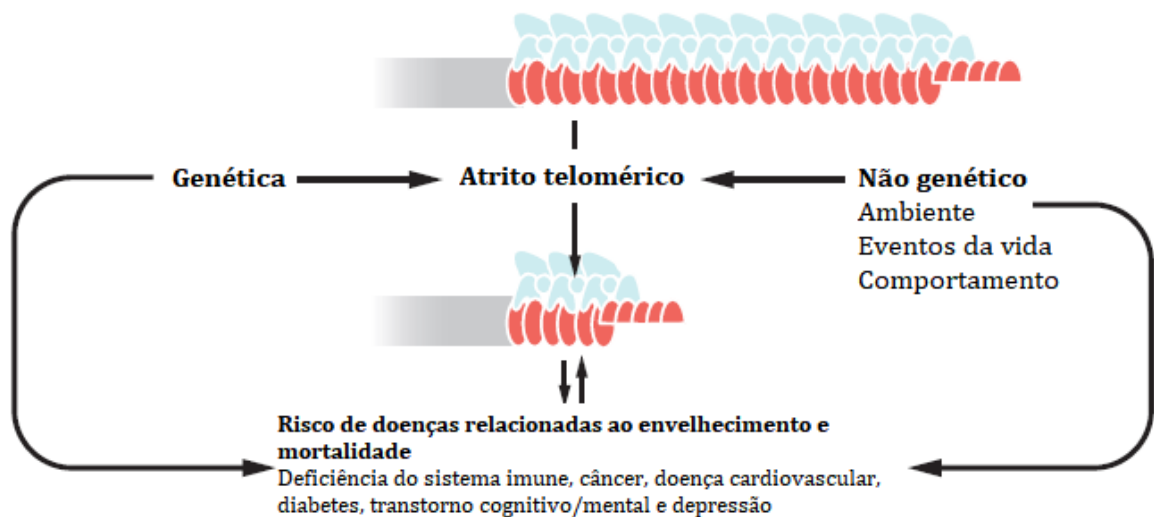 Genética
Atrito telomérico
Não genético
Ambiente
Eventos da vida
Comportamento
Risco de doenças relacionadas ao envelhecimento e
mortalidade
Deficiência do sistema imune, câncer, doença cardiovascular,
diabetes, transtorno cognitivo/mental e depressão